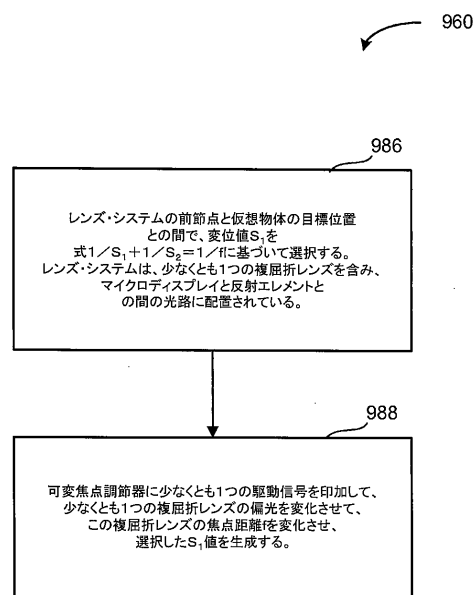 960
986
レンズ・システムの前節点と仮想物体の目標位置
との間で、変位値S₁を
式1/S₁+1/S₂=1/fに基づいて選択する。
レンズ・システムは、少なくとも1つの複屈折レンズを含み、
マイクロディスプレイと反射エレメントと
の間の光路に配置されている。
988
可変焦点調節器に少なくとも1つの駆動信号を印加して、
少なくとも1つの複屈折レンズの偏光を変化させて、
この複屈折レンズの焦点距離fを変化させ、
選択したS₁値を生成する。